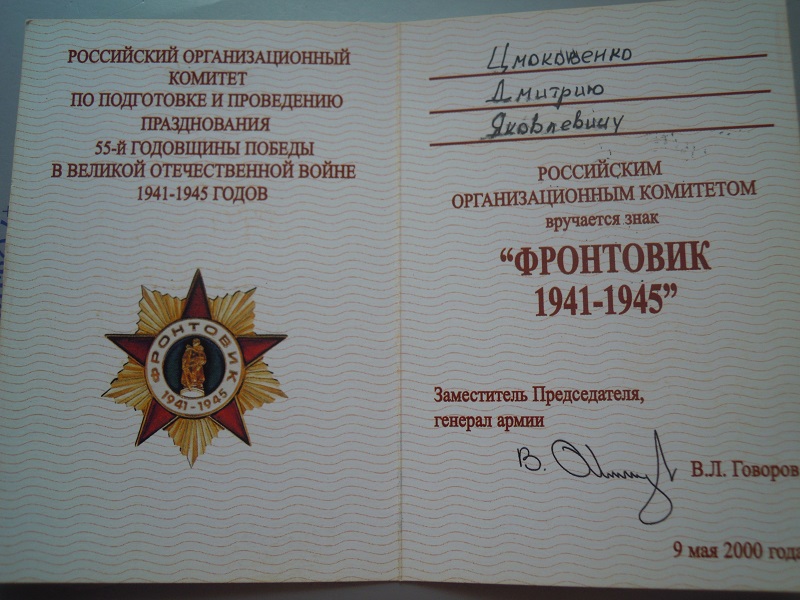 РОССИЙСКИЙ ОРГАНИЗАЦИОННЫЙ
КОМИТЕТ
ПО ПОДГОТОВКЕ И ПРОВЕДЕНИЮ
ПРАЗДНОВАНИЯ
55-й ГОДОВЩИНЫ ПОБЕДЫ
В ВЕЛИКОЙ ОТЕЧЕСТВЕННОЙ ВОЙНЕ
1941-1945 ГОДОВ
ФРОНТОВИК
1941-1945
Цмоковенко
Дмитрию
Яковлевичу
РОССИЙСКИМ
ОРГАНИЗАЦИОННЫМ КОМИТЕТОМ
вручается знак
“ФРОНТОВИК
1941-1945”
Заместитель Председателя,
генерал армии
В.Л. Говоров
9 мая 2000 года